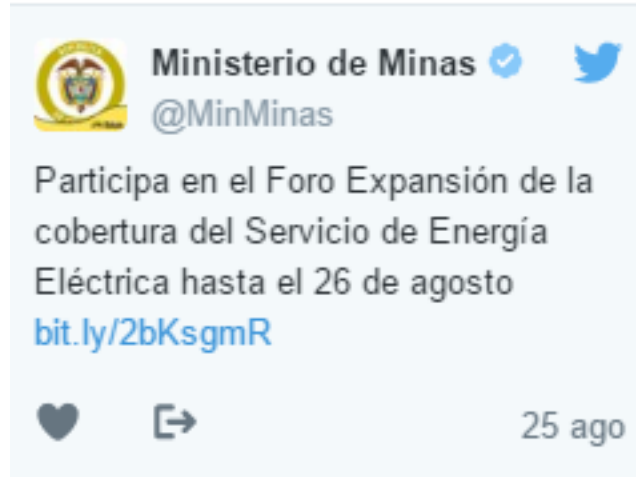 Ministerio de Minas
@MinMinas
Participa en el Foro Expansión de la
cobertura del Servicio de Energía
Eléctrica hasta el 26 de agosto
bit.ly/2bKsgmR
25 ago